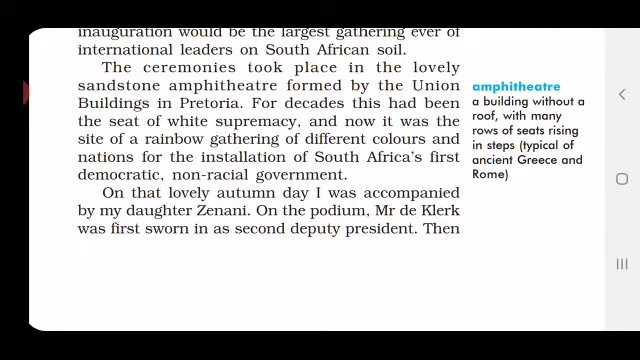 inauguration would be the largest gathering ever of
international leaders on South African soil.
The ceremonies took place in the lovely
sandstone amphitheatre formed by the Union
Buildings in Pretoria. For decades this had been
the seat of white supremacy, and now it was the
site of a rainbow gathering of different colours and
nations for the installation of South Africa's first
democratic, non-racial government.
On that lovely autumn day I was accompanied
by my daughter Zenani. On the podium, Mr de Klerk
was first sworn in as second deputy president. Then
amphitheatre
a building without a
roof, with many
rows of seats rising
in steps (typical of
ancient Greece and
Rome)